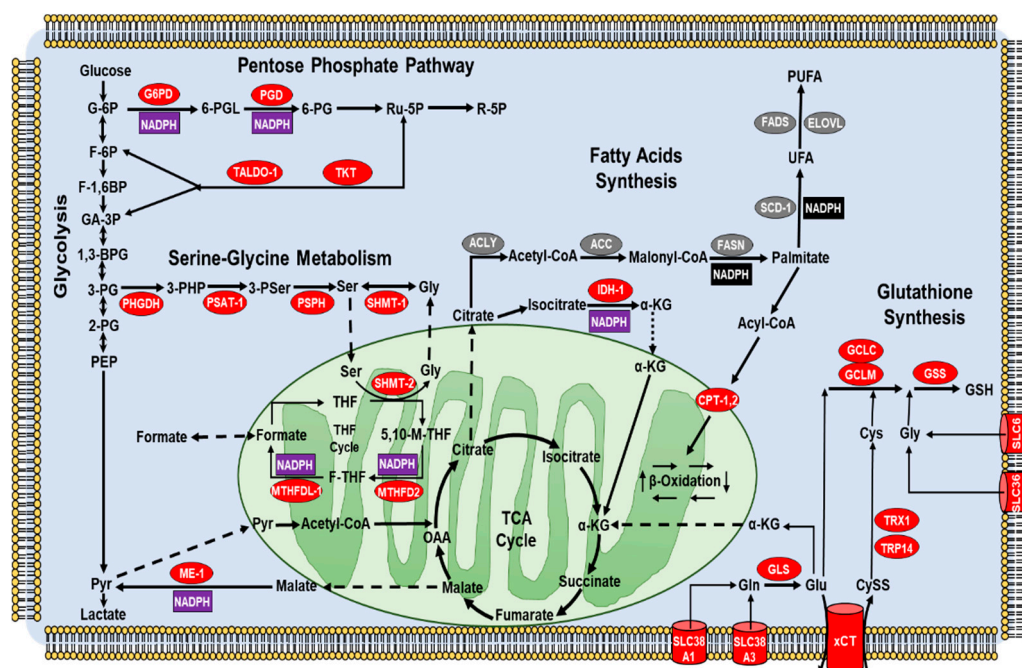 Pentose Phosphate Pathway
Glucose
G-6P
G6PD
NADPH
6-PGL
PGD
NADPH
6-PG
Ru-5P
R-5P
F-6P
F-1,6BP
GA-3P
TALDO-1
TKT
1,3-BPG
3-PG
2-PG
PEP
Glycolysis
Fatty Acids
Synthesis
PUFA
FADS
ELOVL
UFA
SCD-1
NADPH
ACLY
Acetyl-CoA
ACC
Malonyl-CoA
FASN
NADPH
Palmitate
Acyl-CoA
Serine-Glycine Metabolism
PHGDH
3-PHP
PSAT-1
3-PSer
PSPH
Ser
SHMT-1
Gly
Citrate
Isocitrate
IDH-1
NADPH
α-KG
α-KG
Glutathione
Synthesis
GCLC
GCLM
GSS
GSH
Cys
Gly
SLC6
SLC36
TRX1
TRP14
CySS
xCT
Ser
SHMT-2
Gly
THF
THF
Cycle
5,10-M-THF
NADPH
MTHFD2
F-THF
NADPH
MTHFDL-1
Formate
Formate
CPT-1,2
β-Oxidation
Citrate
Isocitrate
α-KG
Succinate
Fumarate
Malate
OAA
TCA
Cycle
Pyr
Acetyl-CoA
Pyr
ME-1
NADPH
Malate
Lactate
α-KG
Gln
GLS
Glu
SLC38
A1
SLC38
A3